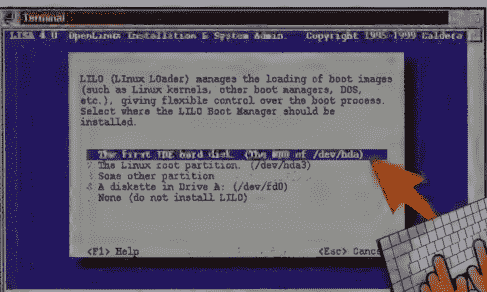 Terminal
LISA 4.0 OpenLinux Installation & System Admin. Copyright 1995-1999 Caldera
LILO (LInux LOader) manages the loading of boot images
(such as Linux kernels, other boot managers, DOS,
etc.), giving flexible control over the boot process.
Select where the LILO Boot Manager should be
installed.
The first IDE hard disk. (The MBR of /dev/hda)
The Linux root partition. (/dev/hda3)
Some other partition
A diskette in Drive A: (/dev/fd0)
None (do not install LILO)
<F1> Help <Esc> Cance